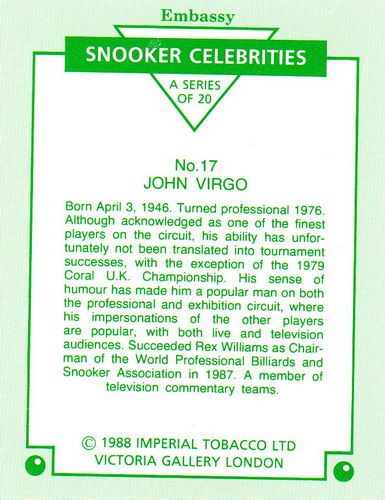 Embassy
SNOOKER CELEBRITIES
A SERIES
OF 20
No.17
JOHN VIRGO
Born April 3, 1946. Turned professional 1976.
Although acknowledged as one of the finest
players on the circuit, his ability has unfor-
tunately not been translated into tournament
successes, with the exception of the 1979
Coral U.K. Championship. His sense of
humour has made him a popular man on both
the professional and exhibition circuit, where
his impersonations of the other players
are popular, with both live and television
audiences. Succeeded Rex Williams as Chair-
man of the World Professional Billiards and
Snooker Association in 1987. A member of
television commentary teams.
© 1988 IMPERIAL TOBACCO LTD
VICTORIA GALLERY LONDON